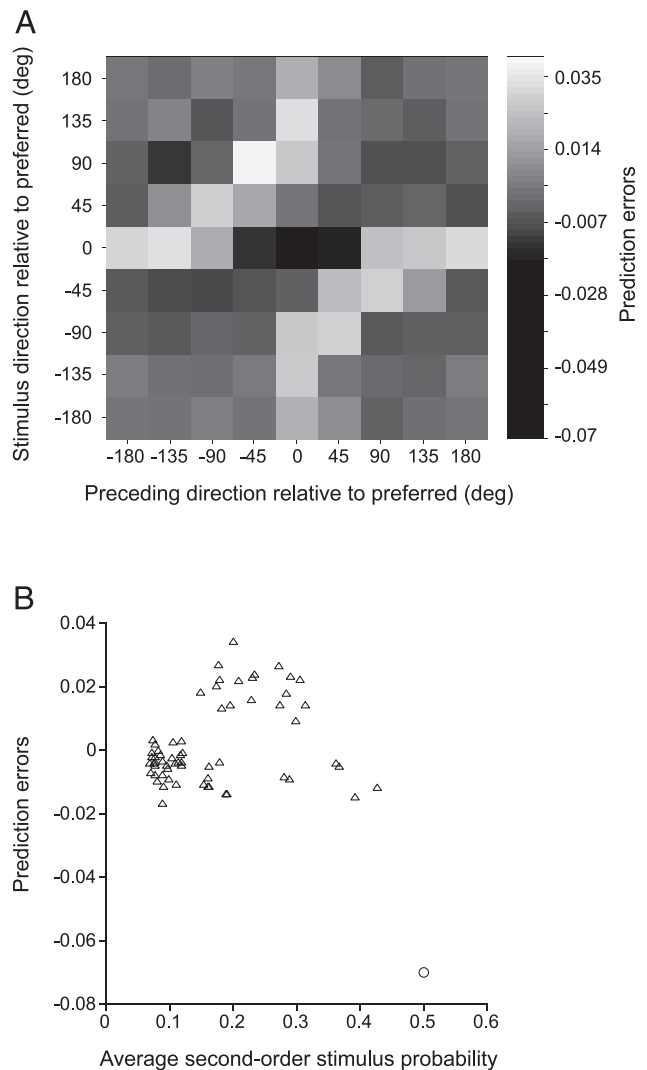 A
Stimulus direction relative to preferred (deg)
180
135
90
45
0
-45
-90
-135
-180
-180 -135 -90 -45 0 45 90 135 180
Preceding direction relative to preferred (deg)
0.035
0.014
-0.007
-0.028
-0.049
-0.07
Prediction errors
B
Prediction errors
0.04
0.02
0
-0.02
-0.04
-0.06
-0.08
0 0.1 0.2 0.3 0.4 0.5 0.6
Average second-order stimulus probability